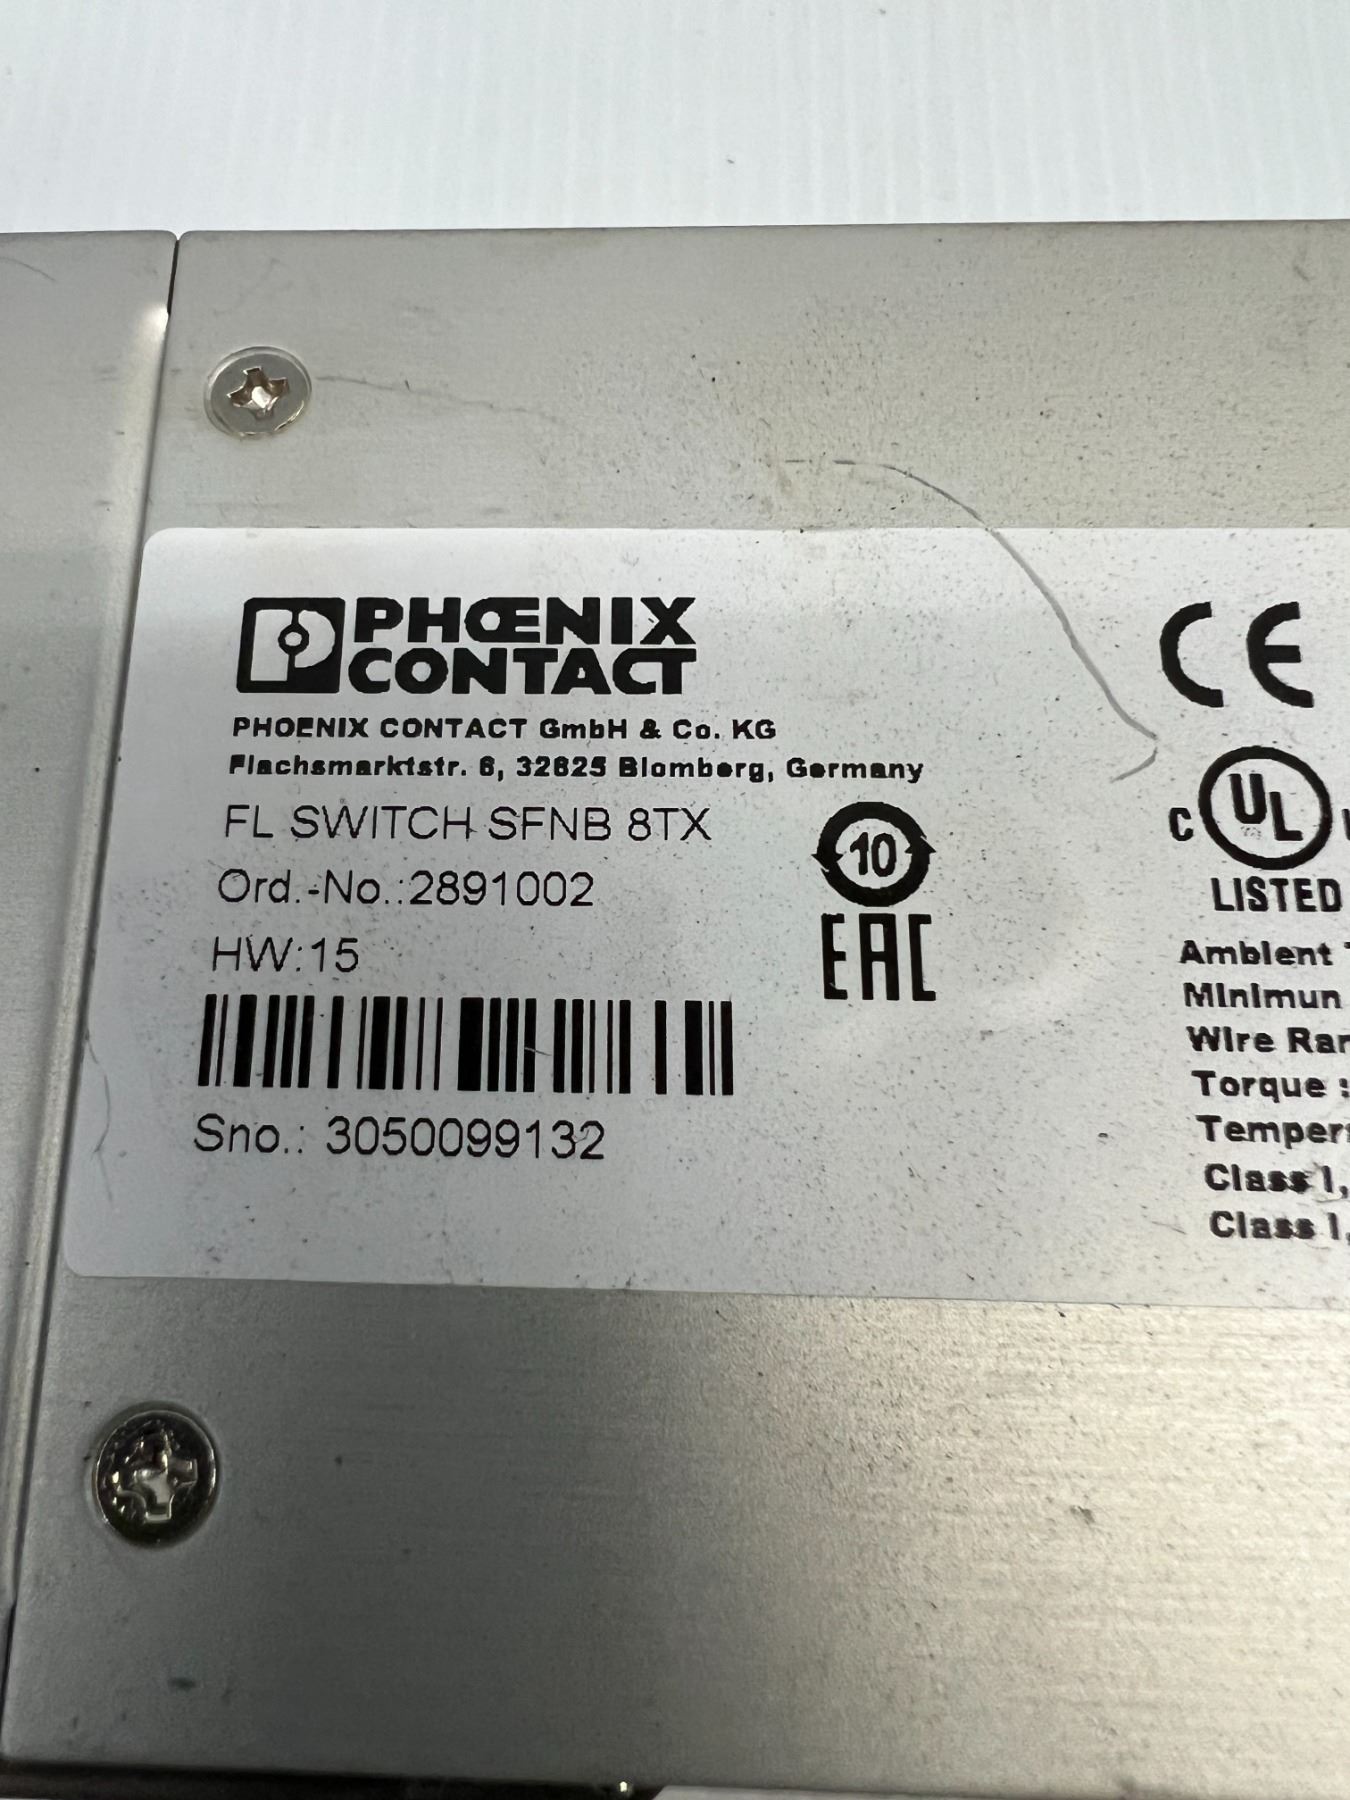 PHŒNIX
CONTACT
PHOENIX CONTACT GmbH & Co. KG
Flachsmarktstr. 8, 32825 Blomberg, Germany
FL SWITCH SFNB 8TX
Ord.-No.:2891002
HW:15
Sno.: 3050099132
10
EAC
CE
C UL
LISTED
Ambient
Minimun
Wire
Torque :
Class I,
Class I,